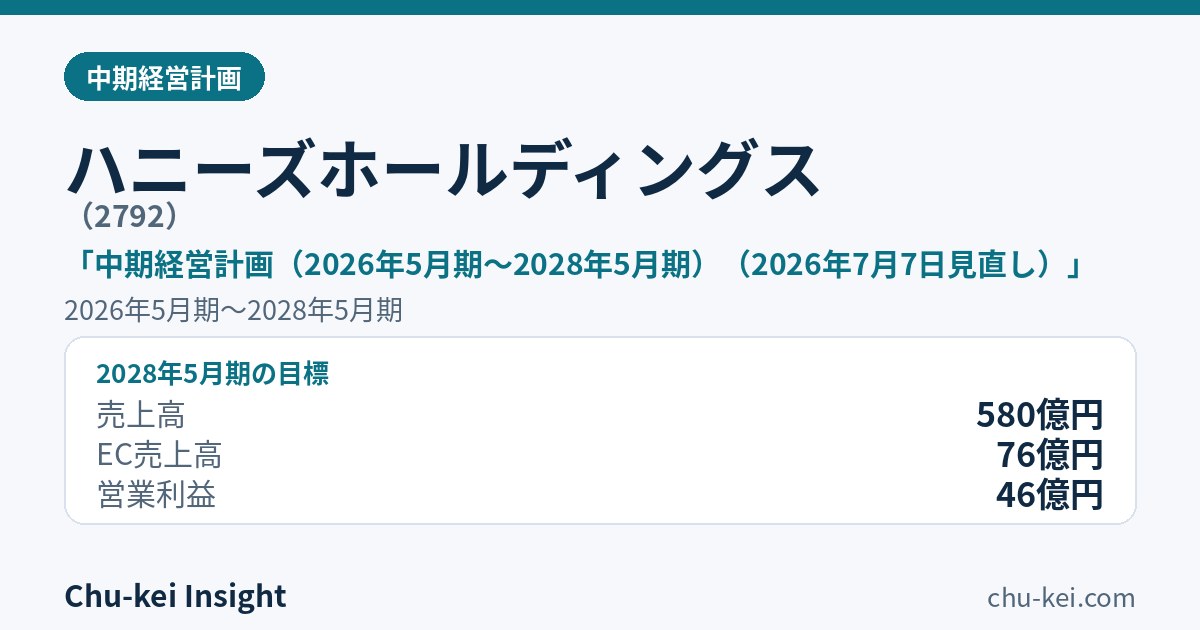 中期経営計画
ハニーズホールディングス
（2792）
「中期経営計画（2026年5月期～2028年5月期）（2026年7月7日見直し）」
2026年5月期～2028年5月期
2028年5月期の目標
売上高 580億円
EC売上高 76億円
営業利益 46億円
Chu-kei Insight chu-kei.com